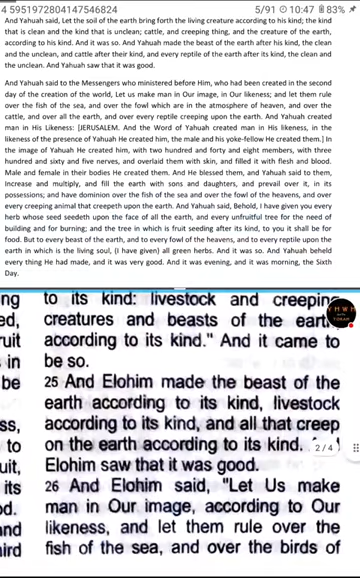 4 5951972804147546824 5/91 10:47 83%
And Yahuah said, Let the soil of the earth bring forth the living creature according to his kind; the kind
that is clean and the kind that is unclean; cattle, and creeping thing, and the creature of the earth,
according to his kind. And it was so. And Yahuah made the beast of the earth after his kind, the clean
and the unclean, and cattle after their kind, and every reptile of the earth after its kind, the clean and
the unclean. And Yahuah saw that it was good.
And Yahuah said to the Messengers who ministered before Him, who had been created in the second
day of the creation of the world, Let us make man in Our image, in Our likeness; and let them rule
over the fish of the sea, and over the fowl which are in the atmosphere of heaven, and over the
cattle, and over all the earth, and over every reptile creeping upon the earth. And Yahuah created
man in His Likeness: [JERUSALEM. And the Word of Yahuah created man in His likeness, in the
likeness of the presence of Yahuah He created him, the male and his yoke-fellow He created them.] In
the image of Yahuah He created him, with two hundred and forty and eight members, with three
hundred and sixty and five nerves, and overlaid them with skin, and filled it with flesh and blood.
Male and female in their bodies He created them. And He blessed them, and Yahuah said to them,
Increase and multiply, and fill the earth with sons and daughters, and prevail over it, in its
possessions; and have dominion over the fish of the sea and over the fowl of the heavens, and over
every creeping animal that creepeth upon the earth. And Yahuah said, Behold, I have given you every
herb whose seed seedeth upon the face of all the earth, and every unfruitful tree for the need of
building and for burning; and the tree in which is fruit seeding after its kind, to you it shall be for
food. But to every beast of the earth, and to every fowl of the heavens, and to every reptile upon the
earth in which is the living soul, (I have given) all green herbs. And it was so. And Yahuah beheld
every thing He had made, and it was very good. And it was evening, and it was morning, the Sixth
Day.
ng to its kind: livestock and creeping
ed, creatures and beasts of the earth
ruit according to its kind." And it came to
in be so.
be 25 And Elohim made the beast of the
earth according to its kind, livestock
ss, according to its kind, and all that creep
to on the earth according to its kind. 2/4
uit, Elohim saw that it was good.
its 26 And Elohim said, "Let Us make
od. man in Our image, according to Our
and likeness, and let them rule over the
hird fish of the sea, and over the birds of
YHWH
TORAH